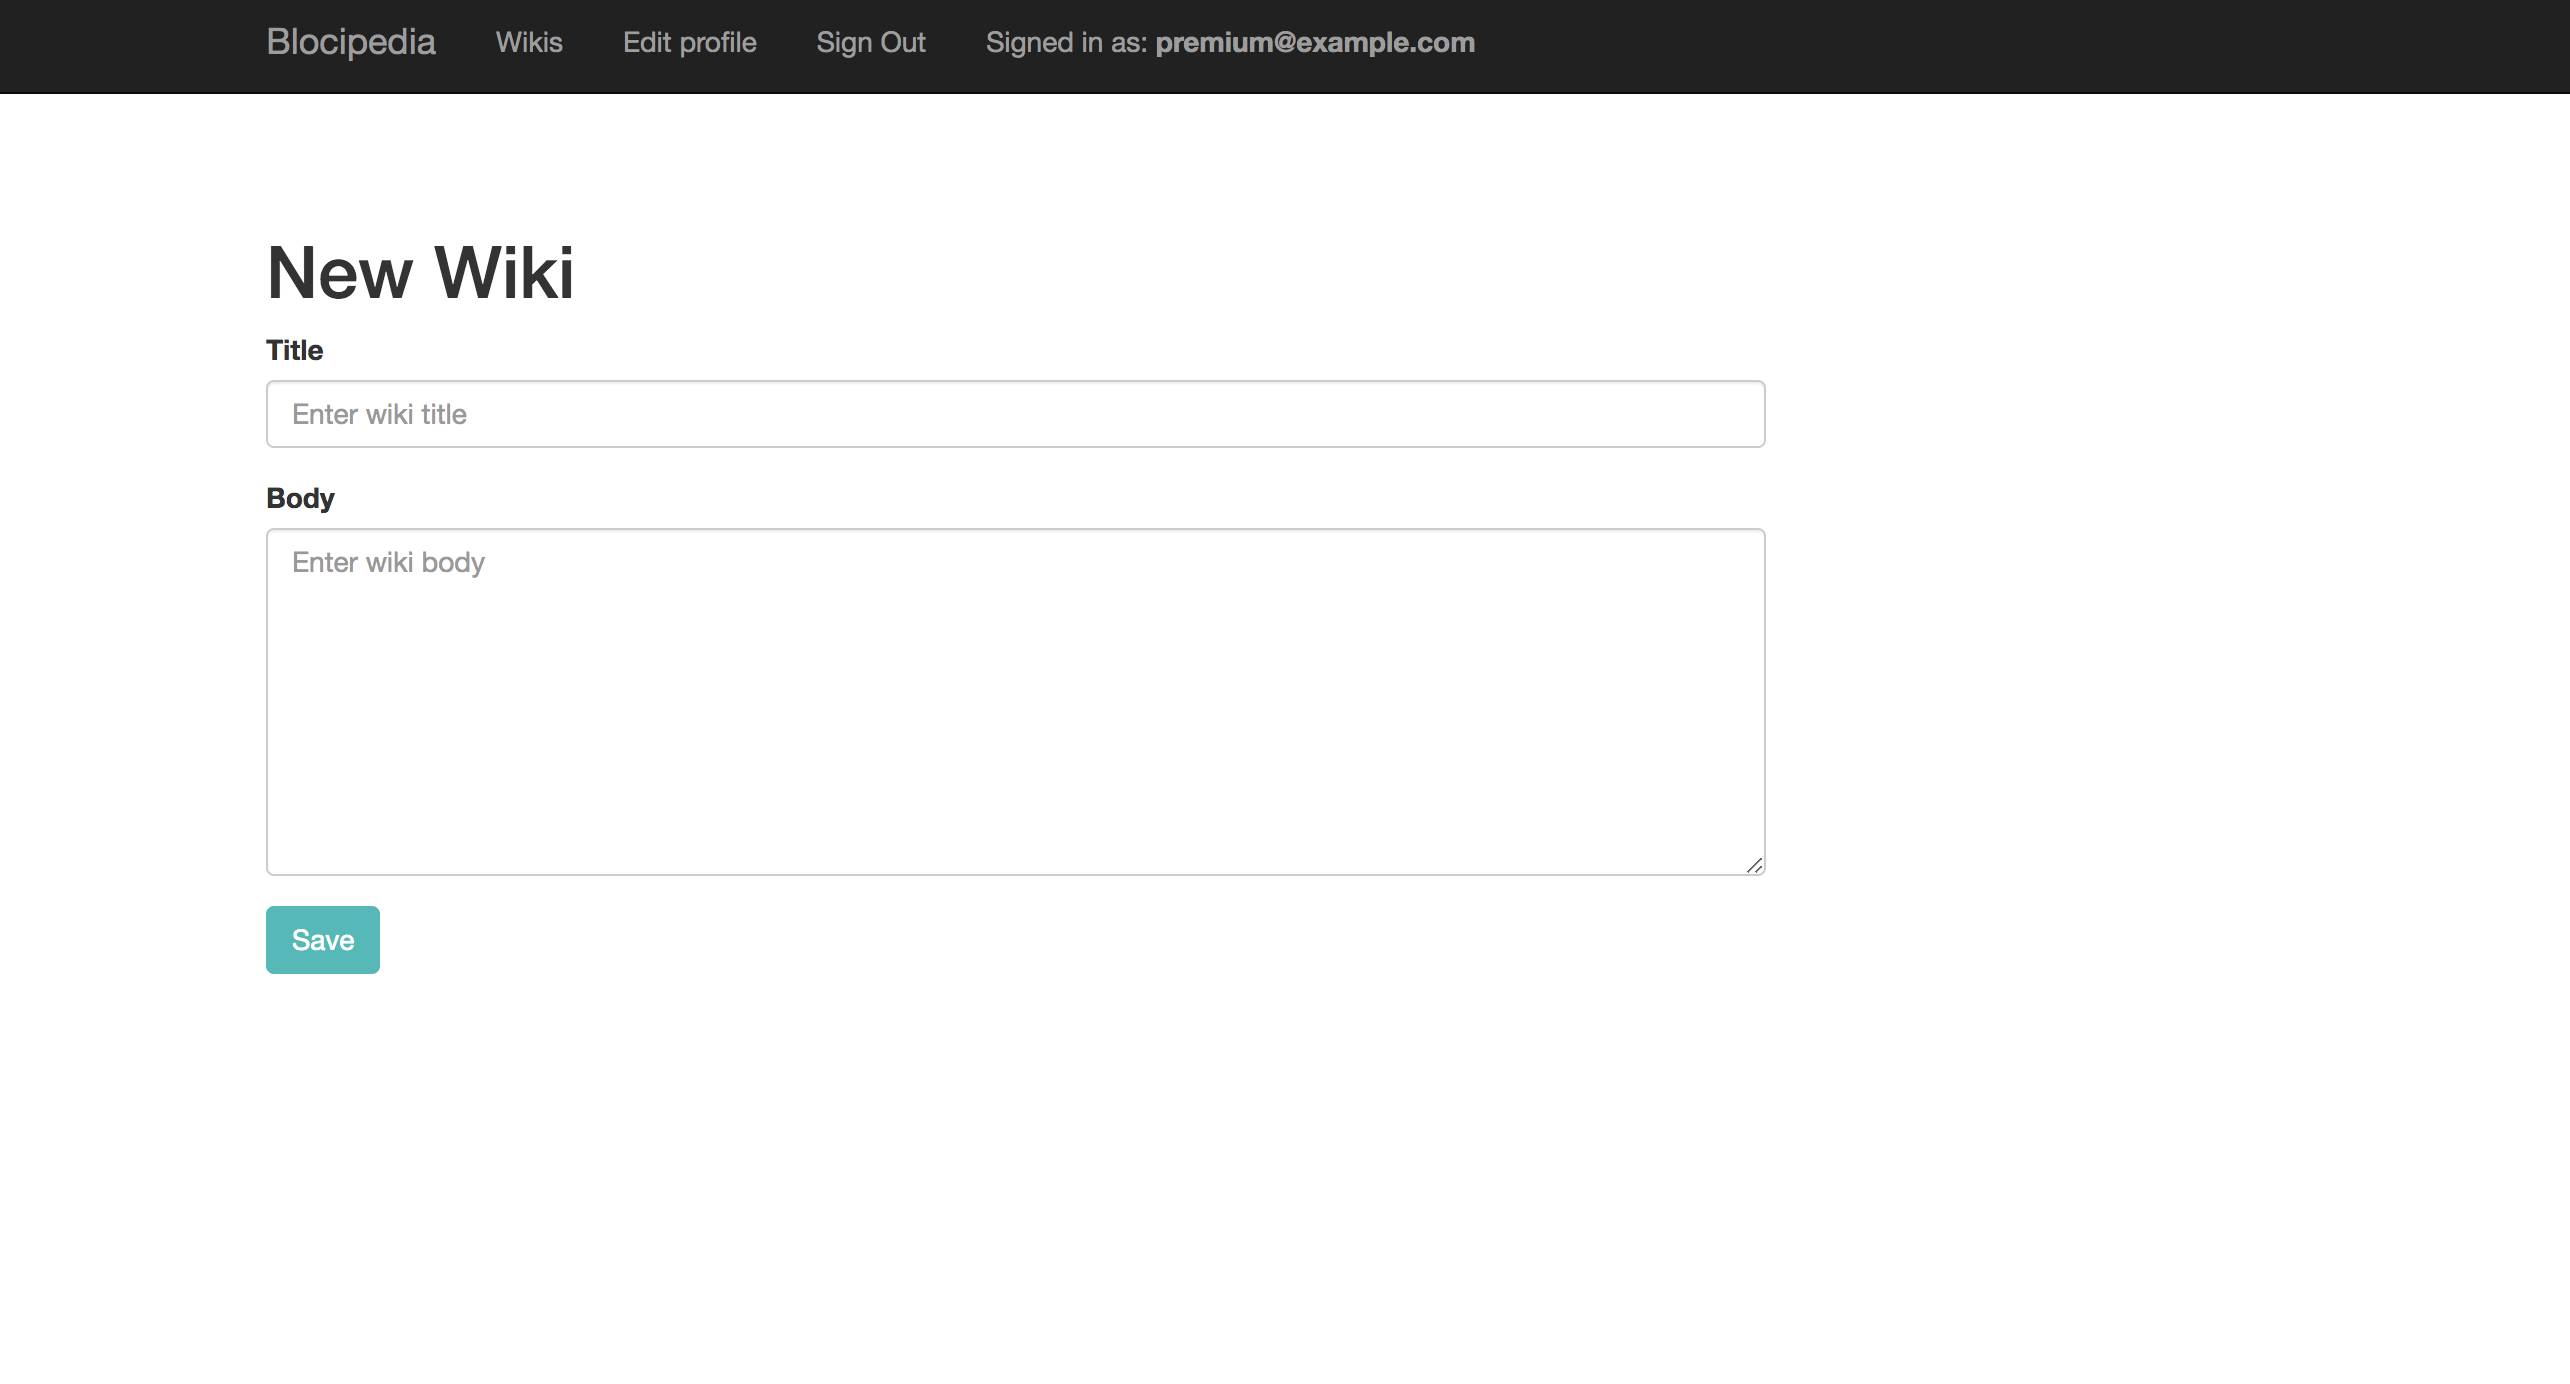 Blocipedia Wikis Edit profile Sign Out Signed in as: premium@example.com
New Wiki
Title
Enter wiki title
Body
Enter wiki body
Save